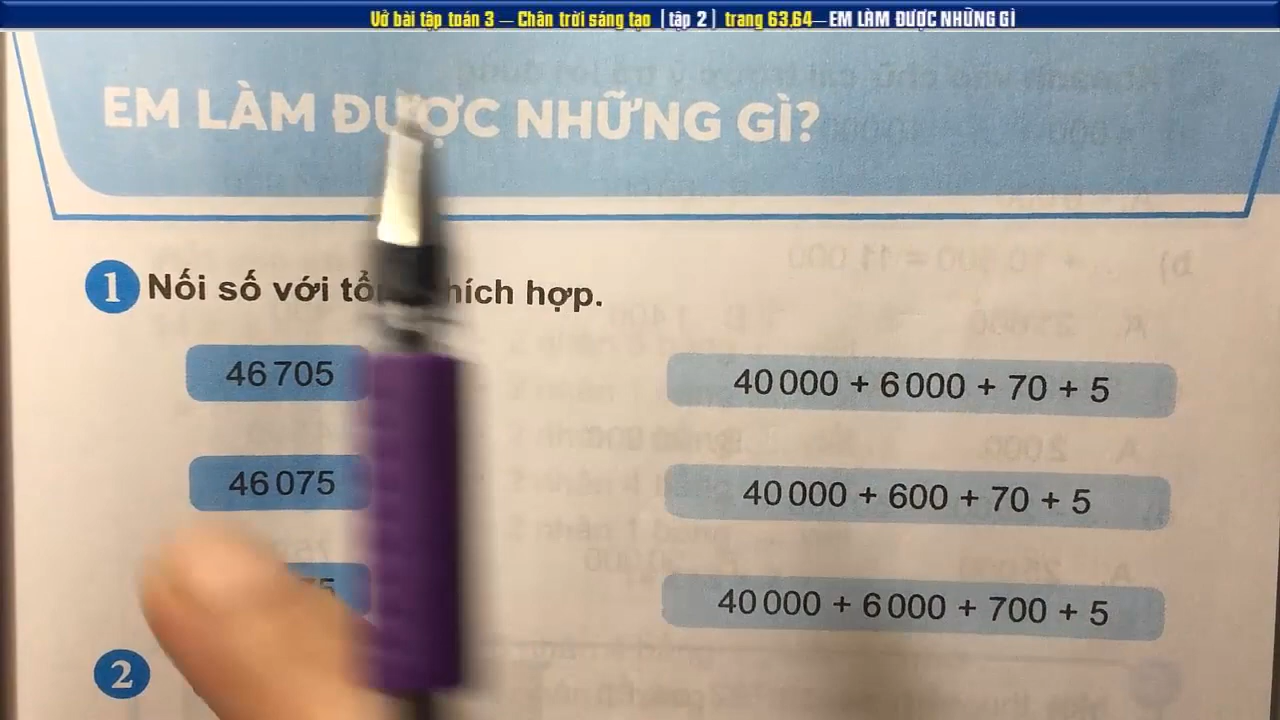 Vở bài tập toán 3 – Chân trời sáng tạo [tập 2] trang 63,64–EM LÀM ĐƯỢC NHỮNG GÌ
EM LÀM ĐƯỢC NHỮNG GÌ?
1 Nối số với hợp.
46 705 40 000 + 6 000 + 70 + 5
46 075 40 000 + 600 + 70 + 5
40 000 + 6 000 + 700 + 5
2